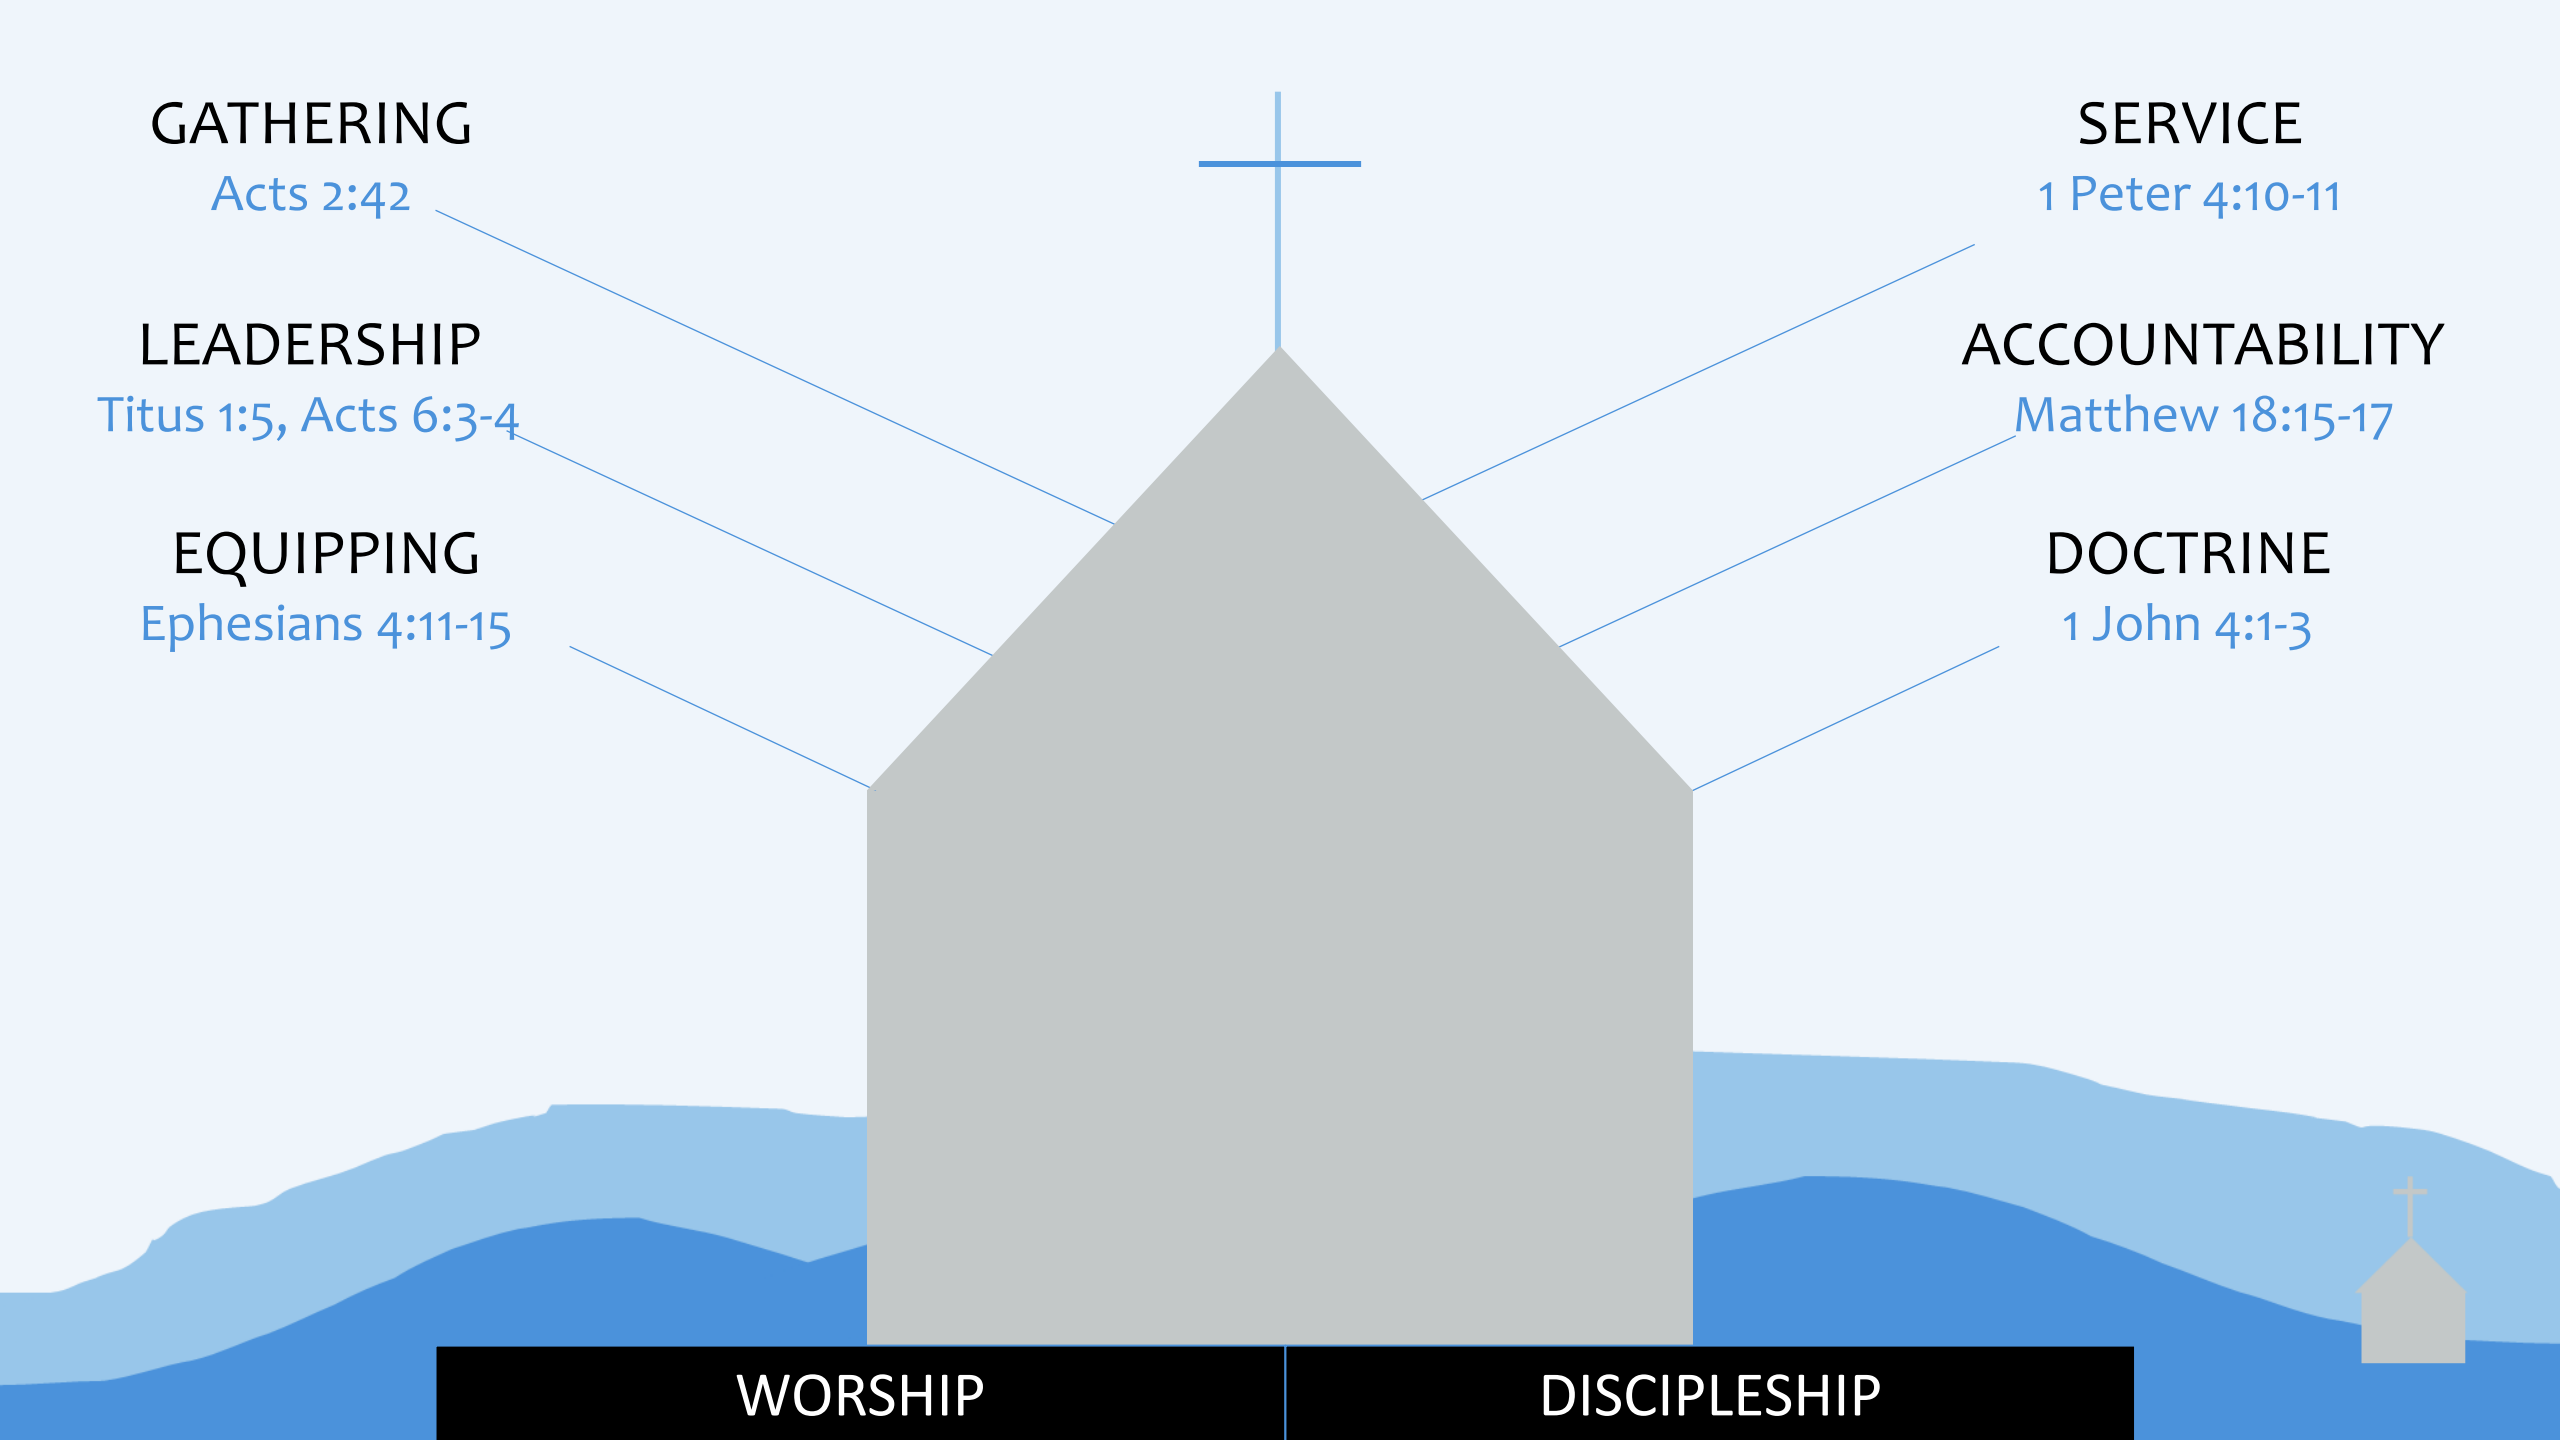 GATHERING
Acts 2:42
LEADERSHIP
Titus 1:5, Acts 6:3-4
EQUIPPING
Ephesians 4:11-15
SERVICE
1 Peter 4:10-11
ACCOUNTABILITY
Matthew 18:15-17
DOCTRINE
1 John 4:1-3
WORSHIP
DISCIPLESHIP